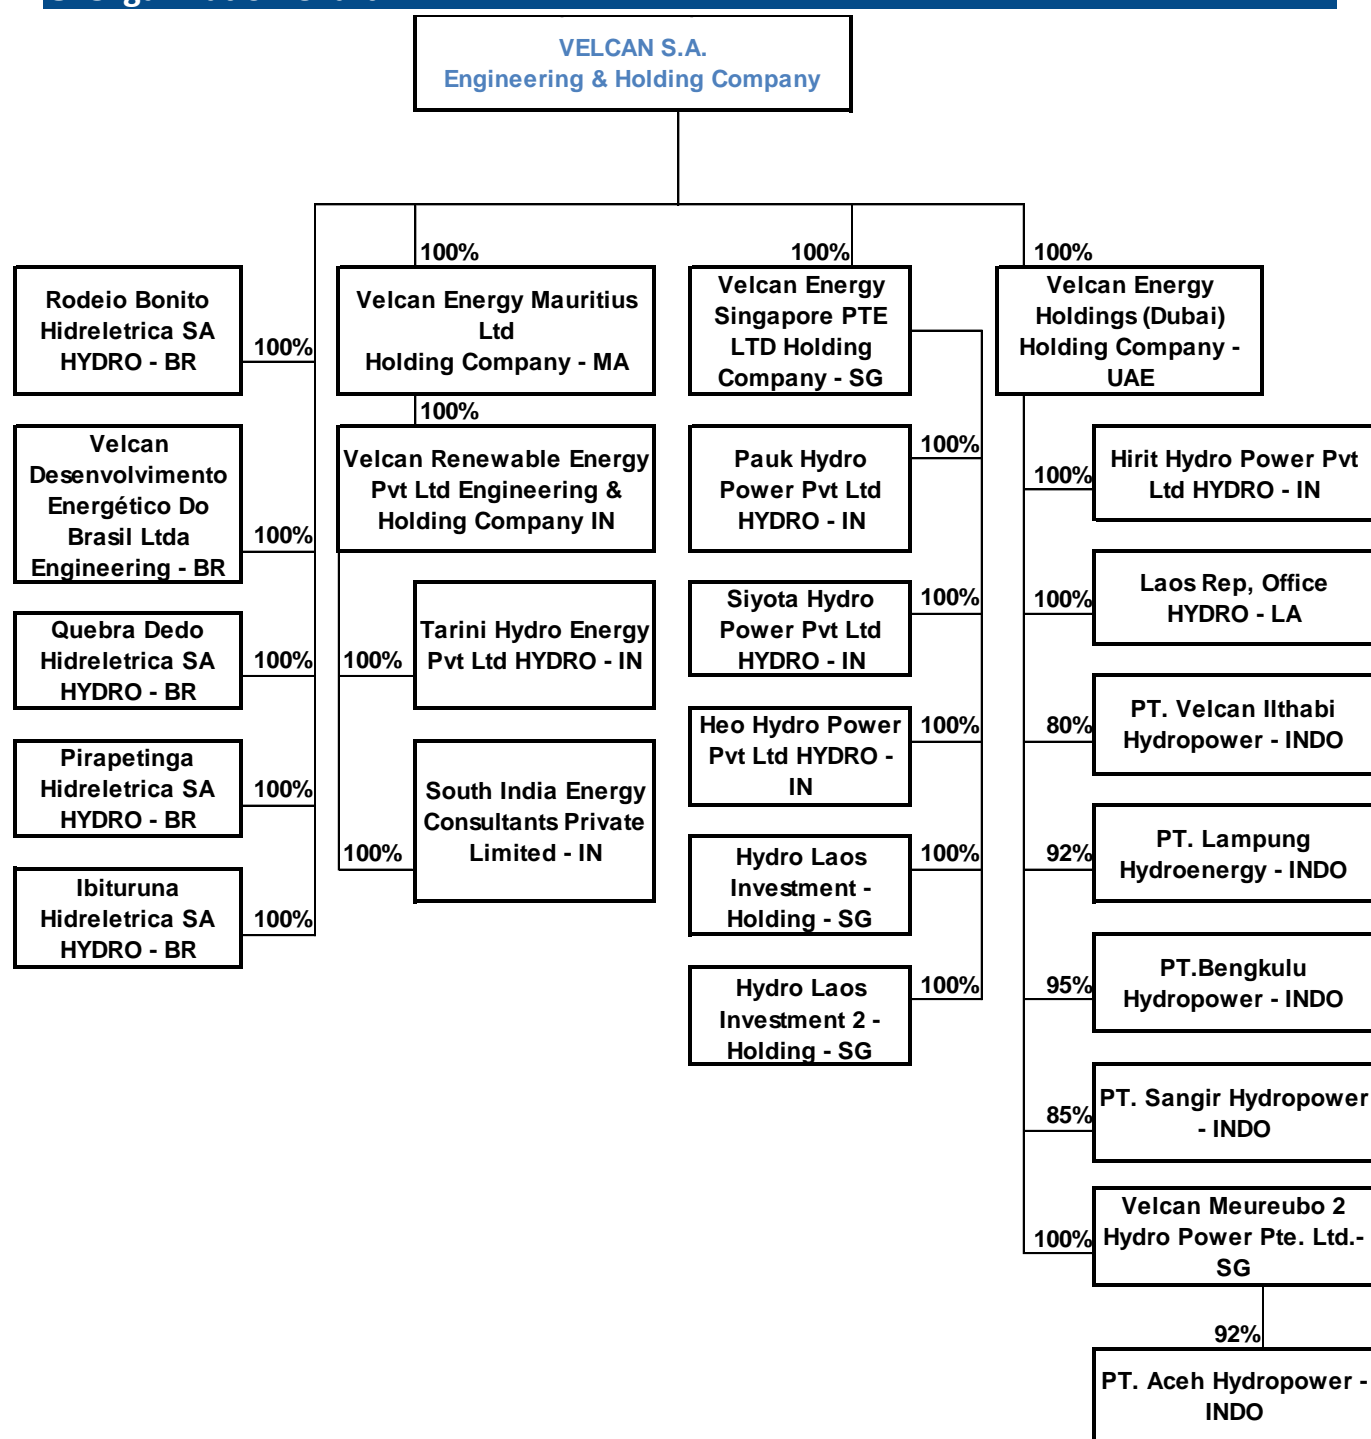 VELCAN S.A.
Engineering & Holding Company
100%
100%
100%
Rodeio Bonito
Hidreletrica SA
HYDRO - BR
100%
Velcan
Desenvolvimento
Energético Do
Brasil Ltda
Engineering - BR
100%
Quebra Dedo
Hidreletrica SA
HYDRO - BR
100%
Pirapetinga
Hidreletrica SA
HYDRO - BR
100%
Ibituruna
Hidreletrica SA
HYDRO - BR
100%
Velcan Energy Mauritius
Ltd
Holding Company - MA
100%
Velcan Renewable Energy
Pvt Ltd Engineering &
Holding Company IN
100%
Tarini Hydro Energy
Pvt Ltd HYDRO - IN
100%
South India Energy
Consultants Private
Limited - IN
Velcan Energy
Singapore PTE
LTD Holding
Company - SG
Pauk Hydro
Power Pvt Ltd
HYDRO - IN
100%
Siyota Hydro
Power Pvt Ltd
HYDRO - IN
100%
Heo Hydro Power
Pvt Ltd HYDRO -
IN
100%
Hydro Laos
Investment -
Holding - SG
100%
Hydro Laos
Investment 2 -
Holding - SG
100%
Velcan Energy
Holdings (Dubai)
Holding Company -
UAE
100%
Hirit Hydro Power Pvt
Ltd HYDRO - IN
100%
Laos Rep, Office
HYDRO - LA
80%
PT. Velcan Ilthabi
Hydropower - INDO
92%
PT. Lampung
Hydroenergy - INDO
95%
PT.Bengkulu
Hydropower - INDO
85%
PT. Sangir Hydropower
- INDO
100%
Velcan Meureubo 2
Hydro Power Pte. Ltd.-
SG
92%
PT. Aceh Hydropower -
INDO